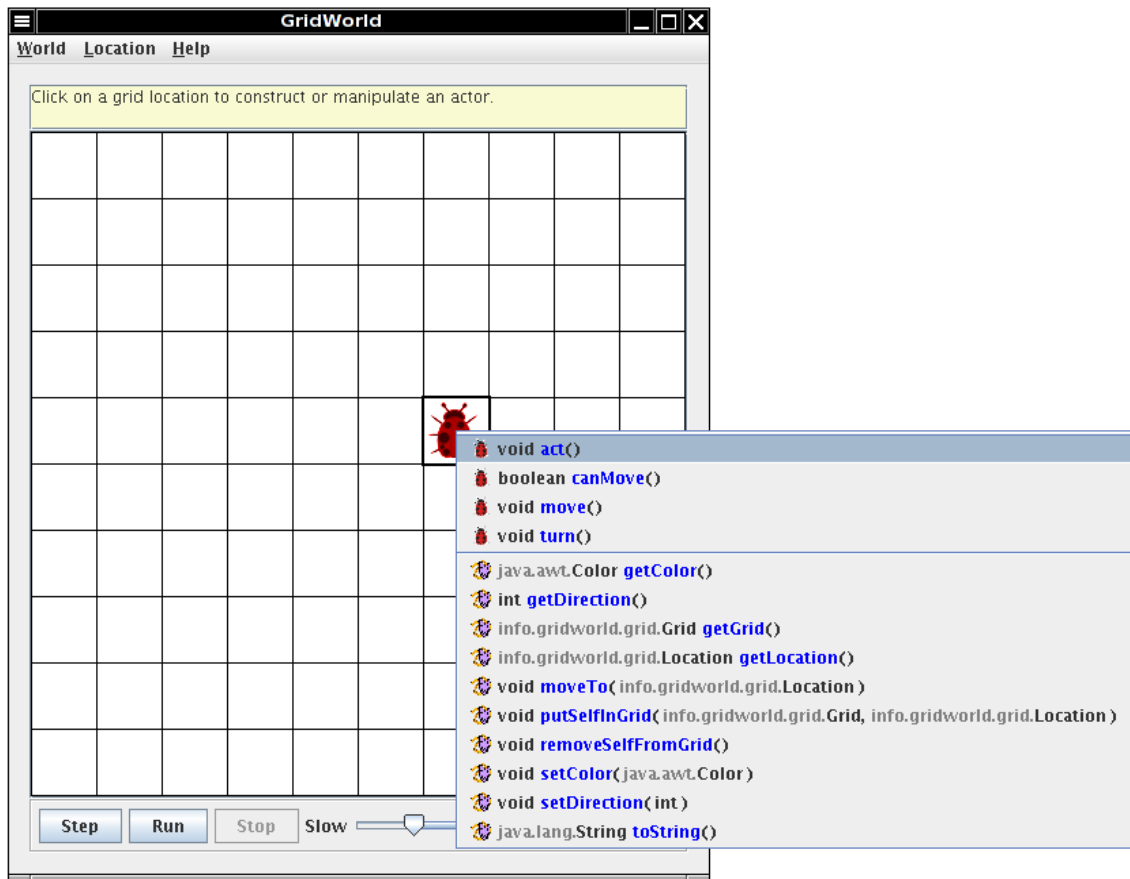 GridWorld
World Location Help
Click on a grid location to construct or manipulate an actor.
void act()
boolean canMove()
void move()
void turn()
java.awt.Color getColor()
int getDirection()
info.gridworld.grid.Grid getGrid()
info.gridworld.grid.Location getLocation()
void moveTo(info.gridworld.grid.Location)
void putSelfInGrid(info.gridworld.grid.Grid, info.gridworld.grid.Location)
void removeSelfFromGrid()
void setColor(java.awt.Color)
void setDirection(int)
java.lang.String toString()
Step Run Stop Slow